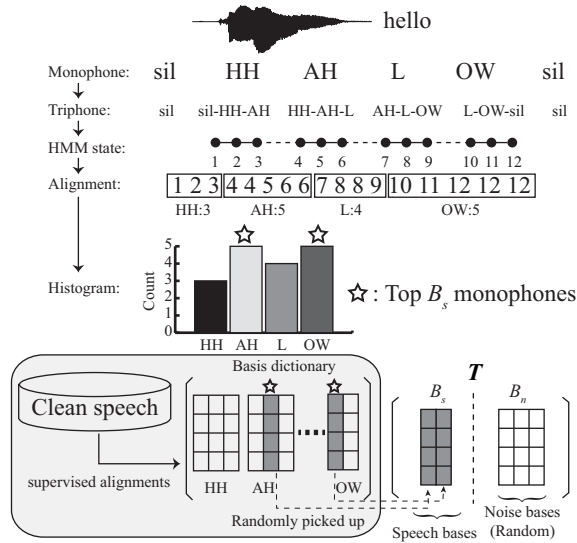 hello
Monophone: sil HH AH L OW sil
Triphone: sil sil-HH-AH HH-AH-L AH-L-OW L-OW-sil sil
HMM state:
1 2 3 4 5 6 7 8 9 10 11 12
Alignment: 1 2 3 4 4 5 6 6 7 8 8 9 10 11 12 12 12
HH:3 AH:5 L:4 OW:5
Histogram:
Count
5
4
3
2
1
0
HH AH L OW
: Top Bs monophones
Basis dictionary
T
Clean speech
Bs Bn
supervised alignments
HH AH OW
Randomly picked up
Speech bases
Noise bases
(Random)